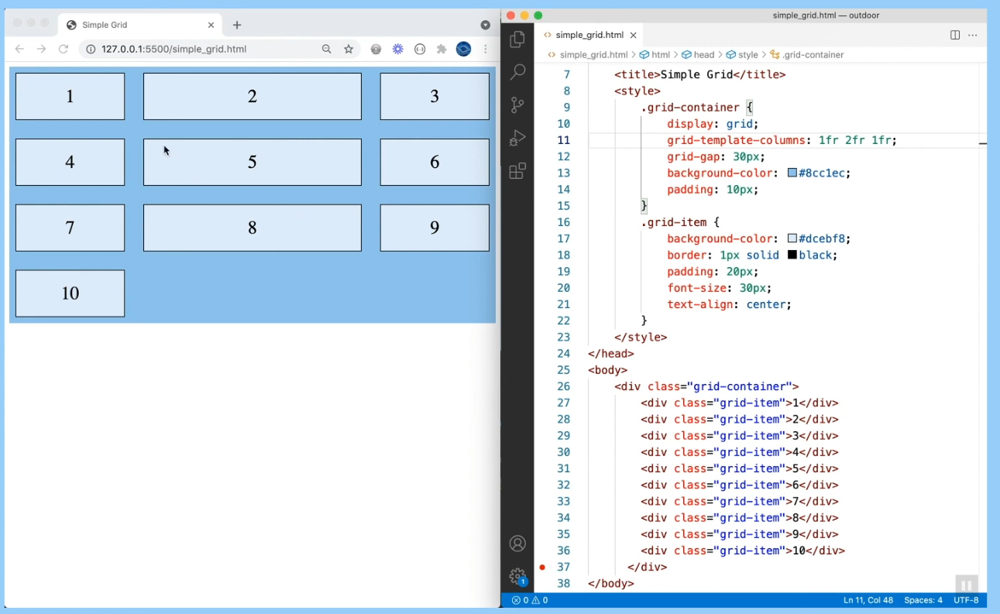 Simple Grid
127.0.0.1:5500/simple_grid.html
1 2 3
4 5 6
7 8 9
10
simple_grid.html — outdoor
simple_grid.html
simple_grid.html > html > head > style > .grid-container
7 <title>Simple Grid</title>
8 <style>
9 .grid-container {
10 display: grid;
11 grid-template-columns: 1fr 2fr 1fr;
12 grid-gap: 30px;
13 background-color: #8cc1ec;
14 padding: 10px;
15 }
16 .grid-item {
17 background-color: #dcebf8;
18 border: 1px solid black;
19 padding: 20px;
20 font-size: 30px;
21 text-align: center;
22 }
23 </style>
24 </head>
25 <body>
26 <div class="grid-container">
27 <div class="grid-item">1</div>
28 <div class="grid-item">2</div>
29 <div class="grid-item">3</div>
30 <div class="grid-item">4</div>
31 <div class="grid-item">5</div>
32 <div class="grid-item">6</div>
33 <div class="grid-item">7</div>
34 <div class="grid-item">8</div>
35 <div class="grid-item">9</div>
36 <div class="grid-item">10</div>
37 </div>
38 </body>
1
0 0 Ln 11, Col 48 Spaces: 4 UTF-8